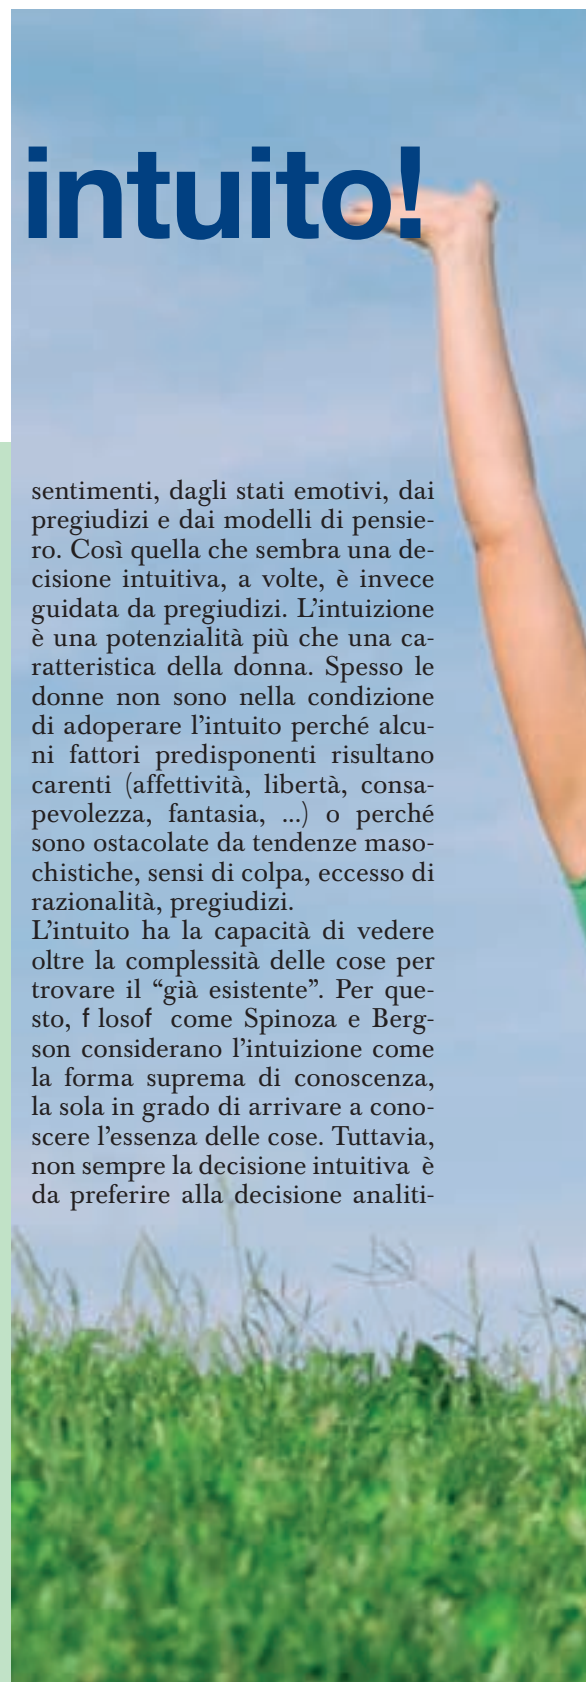 intuito!
sentimenti, dagli stati emotivi, dai
pregiudizi e dai modelli di pensie-
ro. Così quella che sembra una de-
cisione intuitiva, a volte, è invece
guidata da pregiudizi. L’intuizione
è una potenzialità più che una ca-
ratteristica della donna. Spesso le
donne non sono nella condizione
di adoperare l’intuito perché alcu-
ni fattori predisponenti risultano
carenti (affettività, libertà, consa-
pevolezza, fantasia, ...) o perché
sono ostacolate da tendenze maso-
chistiche, sensi di colpa, eccesso di
razionalità, pregiudizi.
L’intuito ha la capacità di vedere
oltre la complessità delle cose per
trovare il “già esistente”. Per que-
sto, f losof come Spinoza e Berg-
son considerano l’intuizione come
la forma suprema di conoscenza,
la sola in grado di arrivare a cono-
scere l’essenza delle cose. Tuttavia,
non sempre la decisione intuitiva è
da preferire alla decisione analiti-